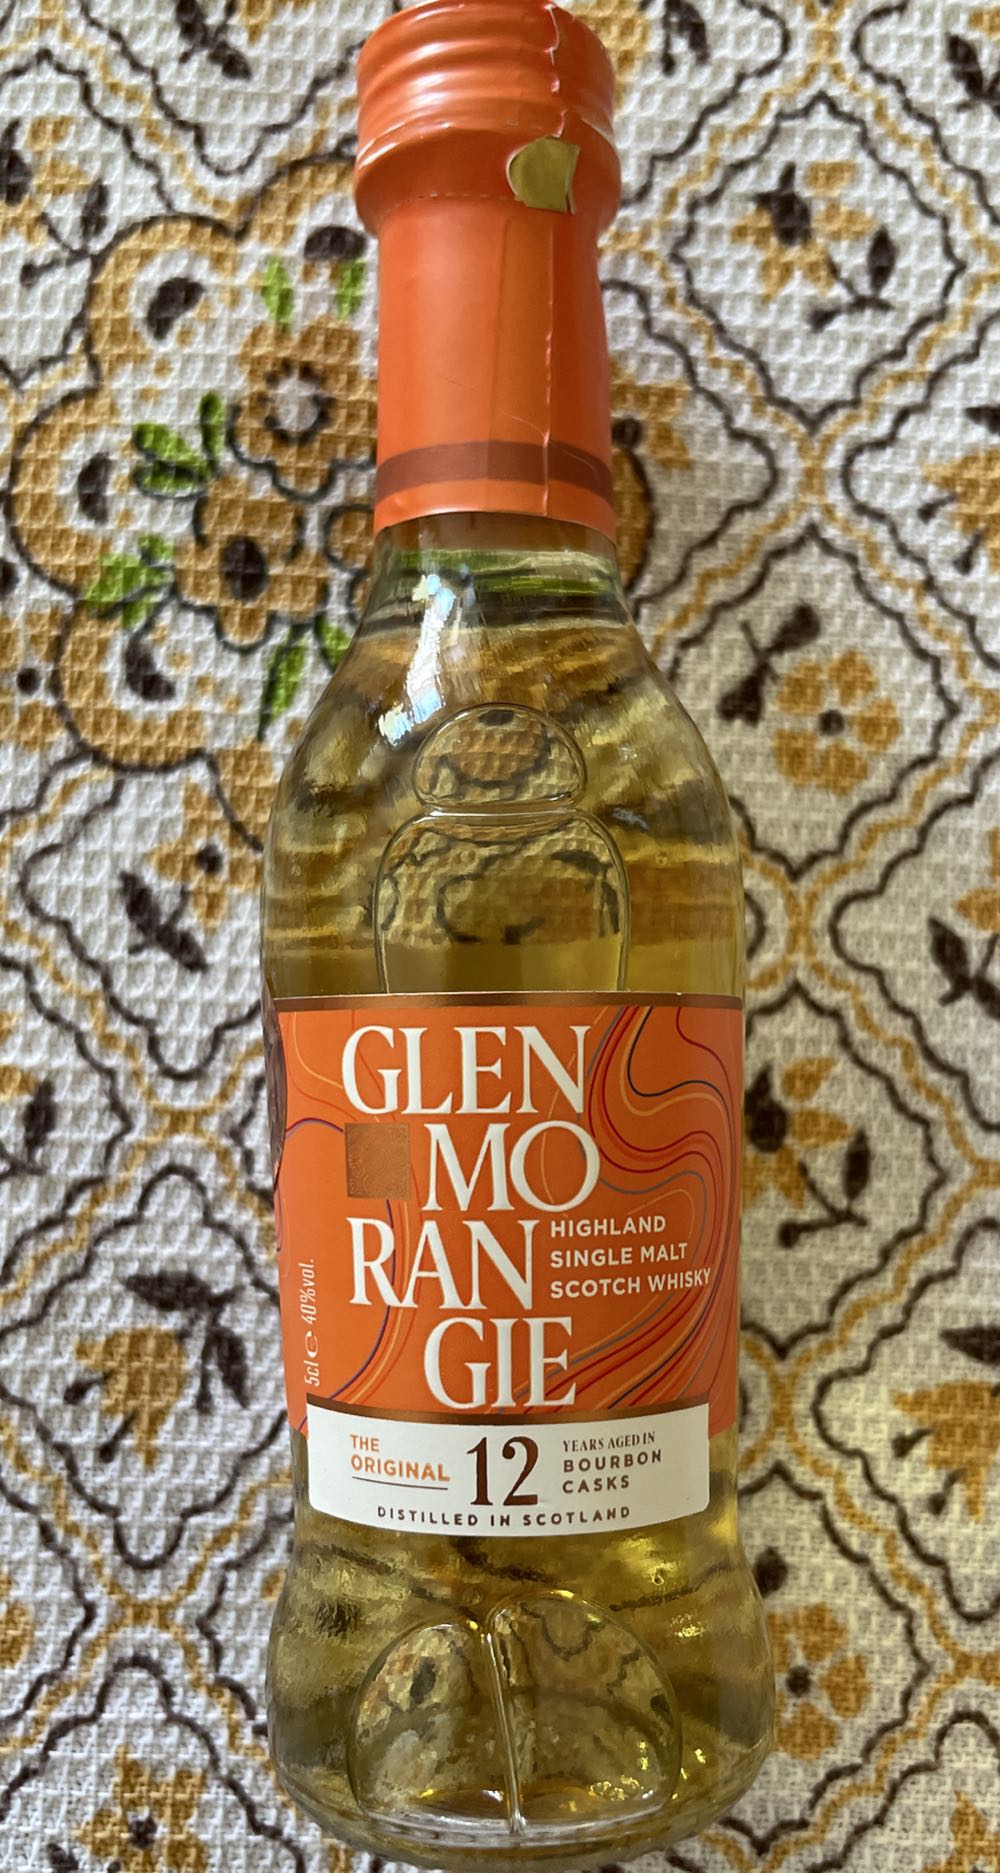 GLEN
MO
RAN
GIE
HIGHLAND
SINGLE MALT
SCOTCH WHISKY
5cl ℮ 40%vol.
THE
ORIGINAL
12
YEARS AGED IN
BOURBON
CASKS
DISTILLED IN SCOTLAND